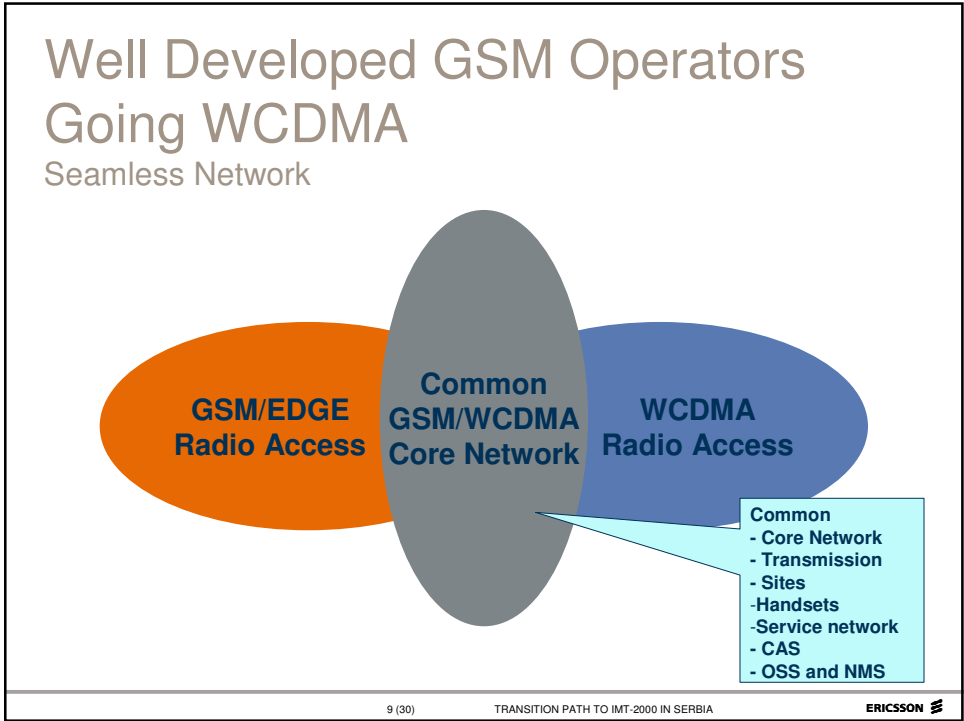 Well Developed GSM Operators
Going WCDMA
Seamless Network
GSM/EDGE
Radio Access
Common
GSM/WCDMA
Core Network
WCDMA
Radio Access
Common
- Core Network
- Transmission
- Sites
-Handsets
-Service network
- CAS
- OSS and NMS
9 (30)
TRANSITION PATH TO IMT-2000 IN SERBIA
ERICSSON